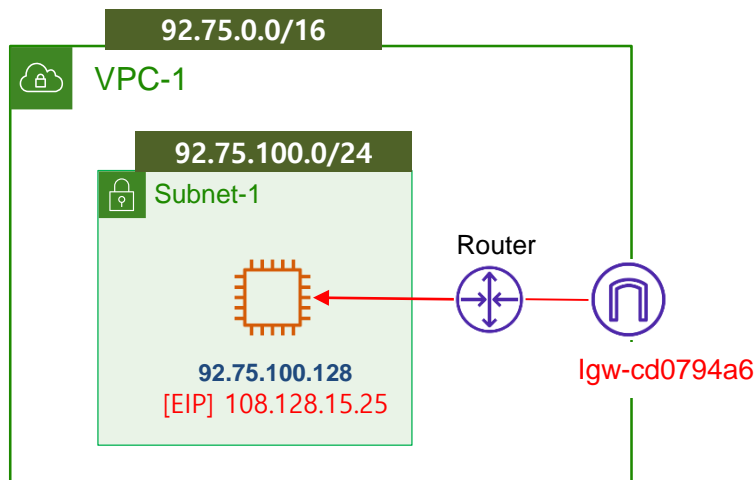 92.75.0.0/16
VPC-1
92.75.100.0/24
Subnet-1
Router
92.75.100.128
[EIP] 108.128.15.25
Igw-cd0794a6